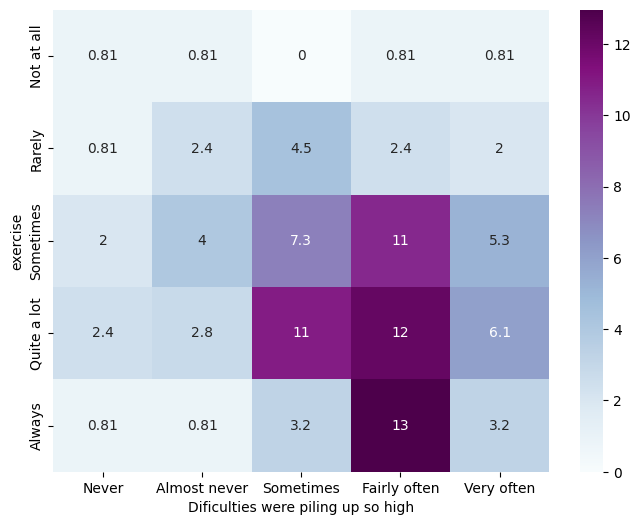 Not at all 0.81 0.81 0 0.81 0.81
Rarely 0.81 2.4 4.5 2.4 2
Sometimes 2 4 7.3 11 5.3
Quite a lot 2.4 2.8 11 12 6.1
Always 0.81 0.81 3.2 13 3.2
exercise
Never Almost never Sometimes Fairly often Very often
Dificulties were piling up so high
12
10
8
6
4
2
0